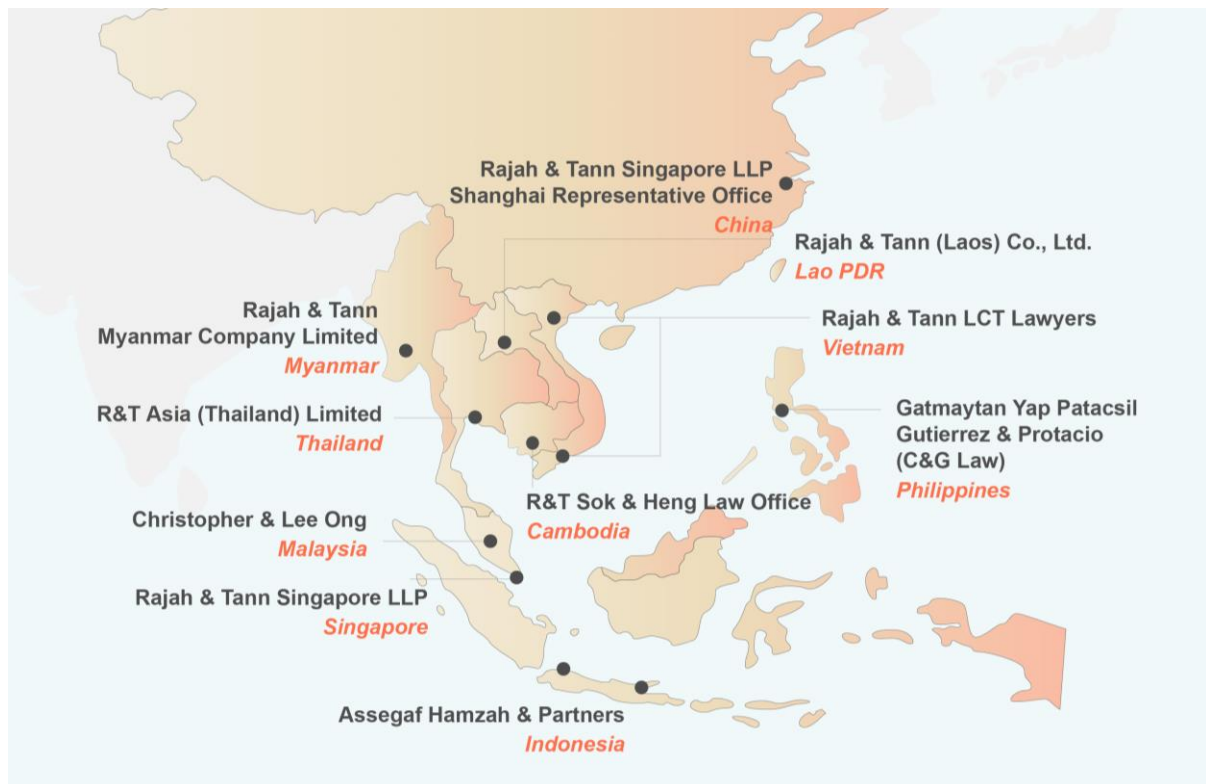 Rajah & Tann Singapore LLP
Shanghai Representative Office
China
Rajah & Tann (Laos) Co., Ltd.
Lao PDR
Rajah & Tann
Myanmar Company Limited
Myanmar
Rajah & Tann LCT Lawyers
Vietnam
R&T Asia (Thailand) Limited
Thailand
Gatmaytan Yap Patacsil
Gutierrez & Protacio
(C&G Law)
Philippines
R&T Sok & Heng Law Office
Cambodia
Christopher & Lee Ong
Malaysia
Rajah & Tann Singapore LLP
Singapore
Assegaf Hamzah & Partners
Indonesia